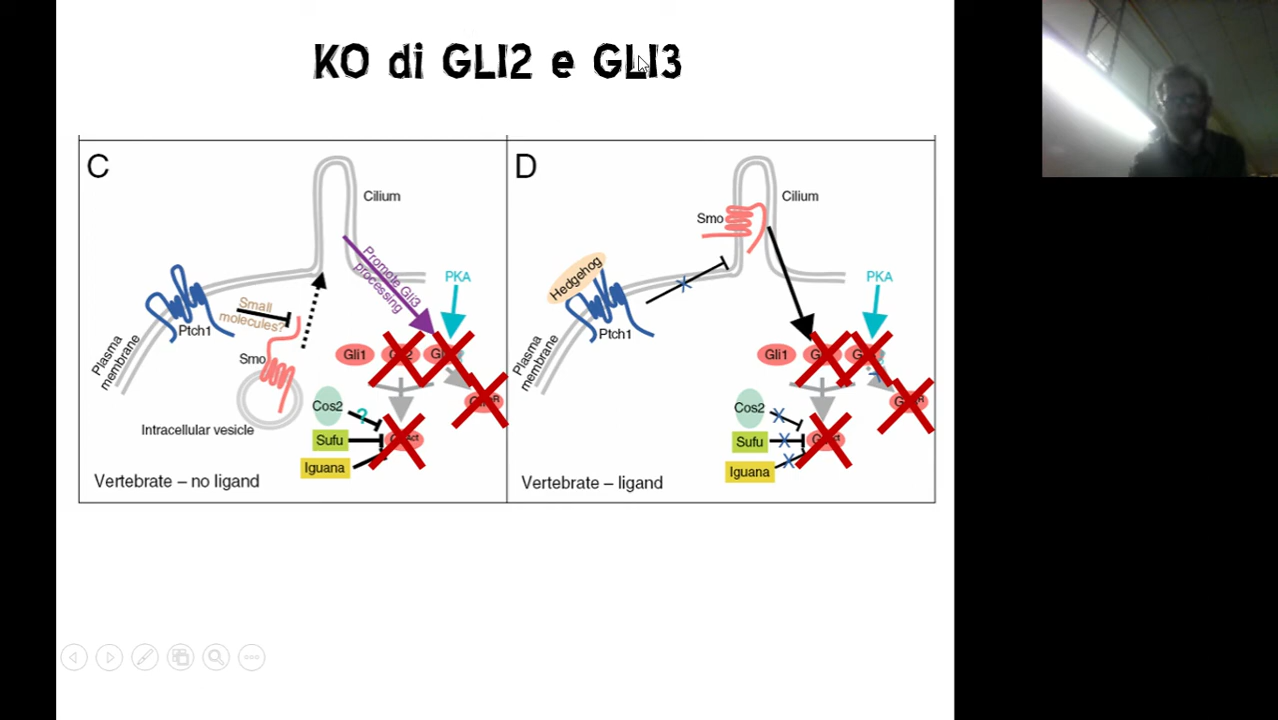 KO di GLI2 e GLI3
C
Cilium
Promote Gli3
processing
PKA
Small
molecules?
Ptch1
Plasma
membrane
Smo
Gli1
Cos2
?
Sufu
Iguana
Intracellular vesicle
Vertebrate – no ligand
D
Cilium
Smo
Hedgehog
PKA
Ptch1
Plasma
membrane
Gli1
Cos2
Sufu
Iguana
Vertebrate – ligand